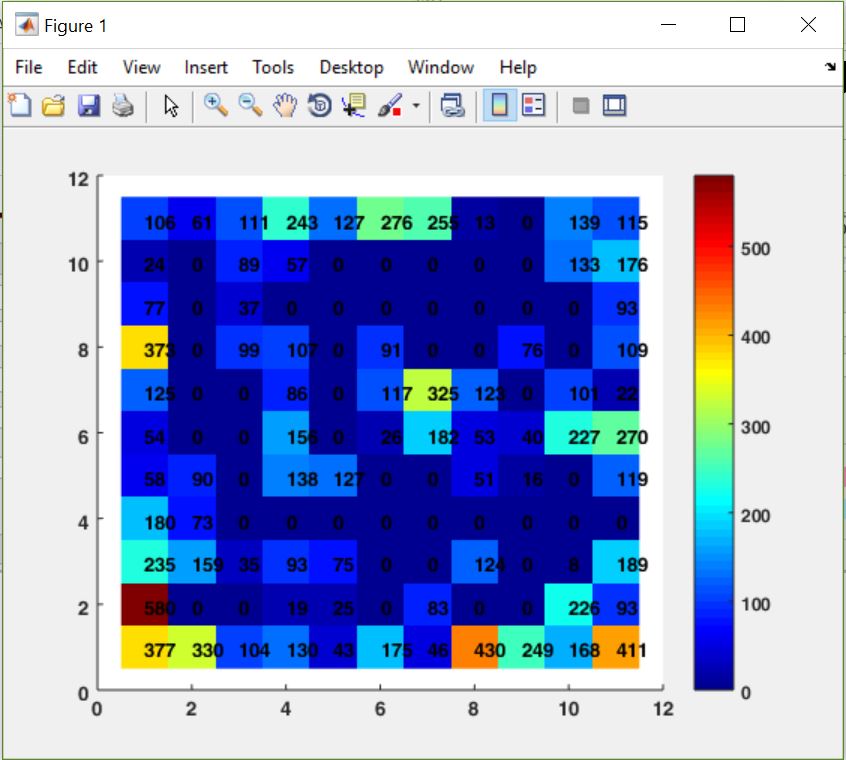 Figure 1
File Edit View Insert Tools Desktop Window Help
12
106 61 111 243 127 276 255 13 0 139 115
500
10 24 0 89 57 0 0 0 0 0 133 176
77 0 37 0 0 0 0 0 0 0 93
400
8 373 0 99 107 0 91 0 0 76 0 109
125 0 0 86 0 117 325 123 0 101 22
300
6 54 0 0 156 0 26 182 53 40 227 270
58 90 0 138 127 0 0 51 16 0 119
200
4 180 73 0 0 0 0 0 0 0 0 0
235 159 35 93 75 0 0 124 0 8 189
100
2 580 0 0 19 25 0 83 0 0 226 93
377 330 104 130 43 175 46 430 249 168 411
0 0
0 2 4 6 8 10 12